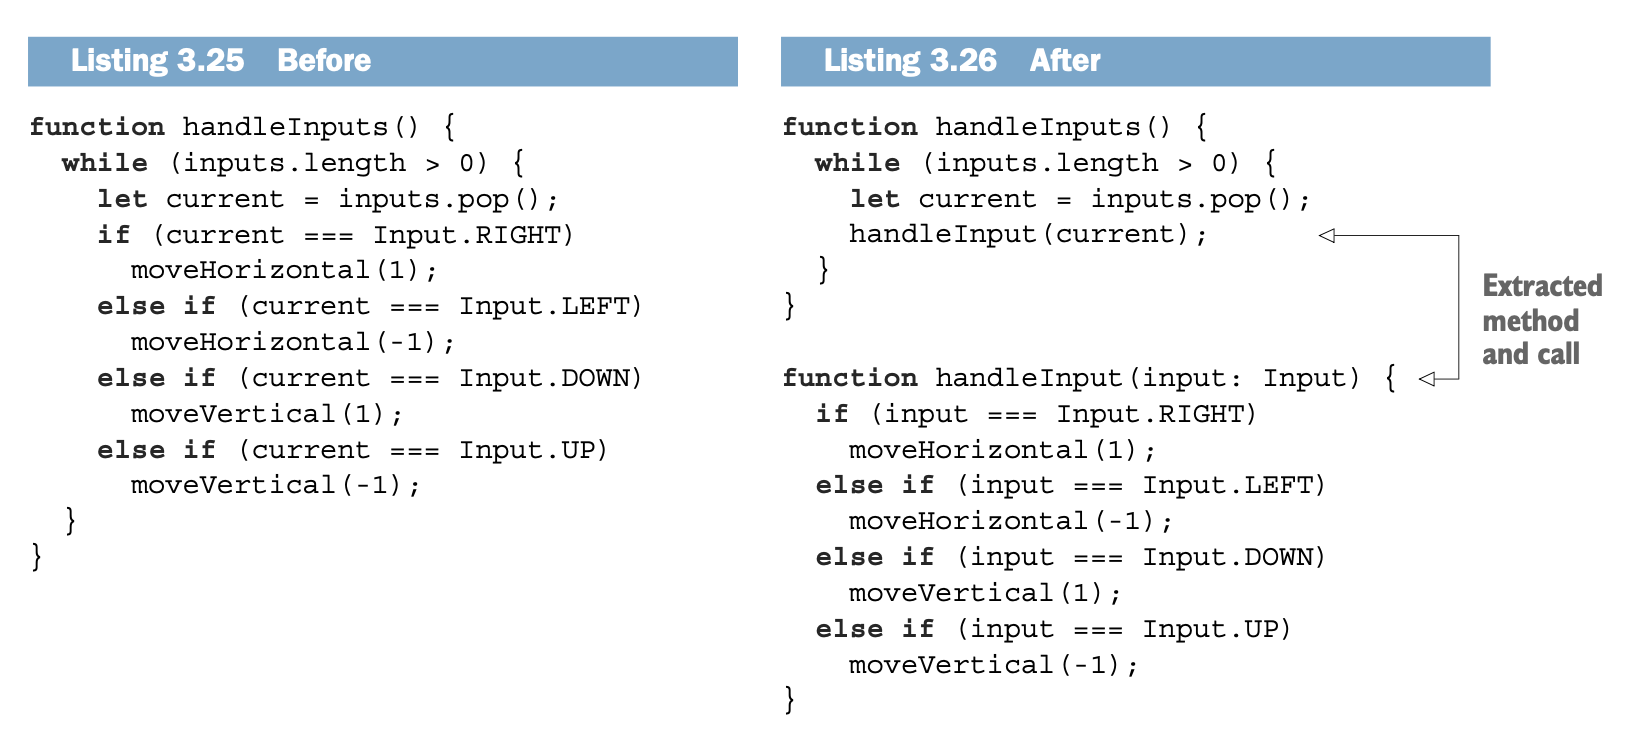 Listing 3.25 Before
function handleInputs() {
  while (inputs.length > 0) {
    let current = inputs.pop();
    if (current === Input.RIGHT)
      moveHorizontal(1);
    else if (current === Input.LEFT)
      moveHorizontal(-1);
    else if (current === Input.DOWN)
      moveVertical(1);
    else if (current === Input.UP)
      moveVertical(-1);
  }
}
Listing 3.26 After
function handleInputs() {
  while (inputs.length > 0) {
    let current = inputs.pop();
    handleInput(current);
  }
}
function handleInput(input: Input) {
  if (input === Input.RIGHT)
    moveHorizontal(1);
  else if (input === Input.LEFT)
    moveHorizontal(-1);
  else if (input === Input.DOWN)
    moveVertical(1);
  else if (input === Input.UP)
    moveVertical(-1);
}
Extracted
method
and call